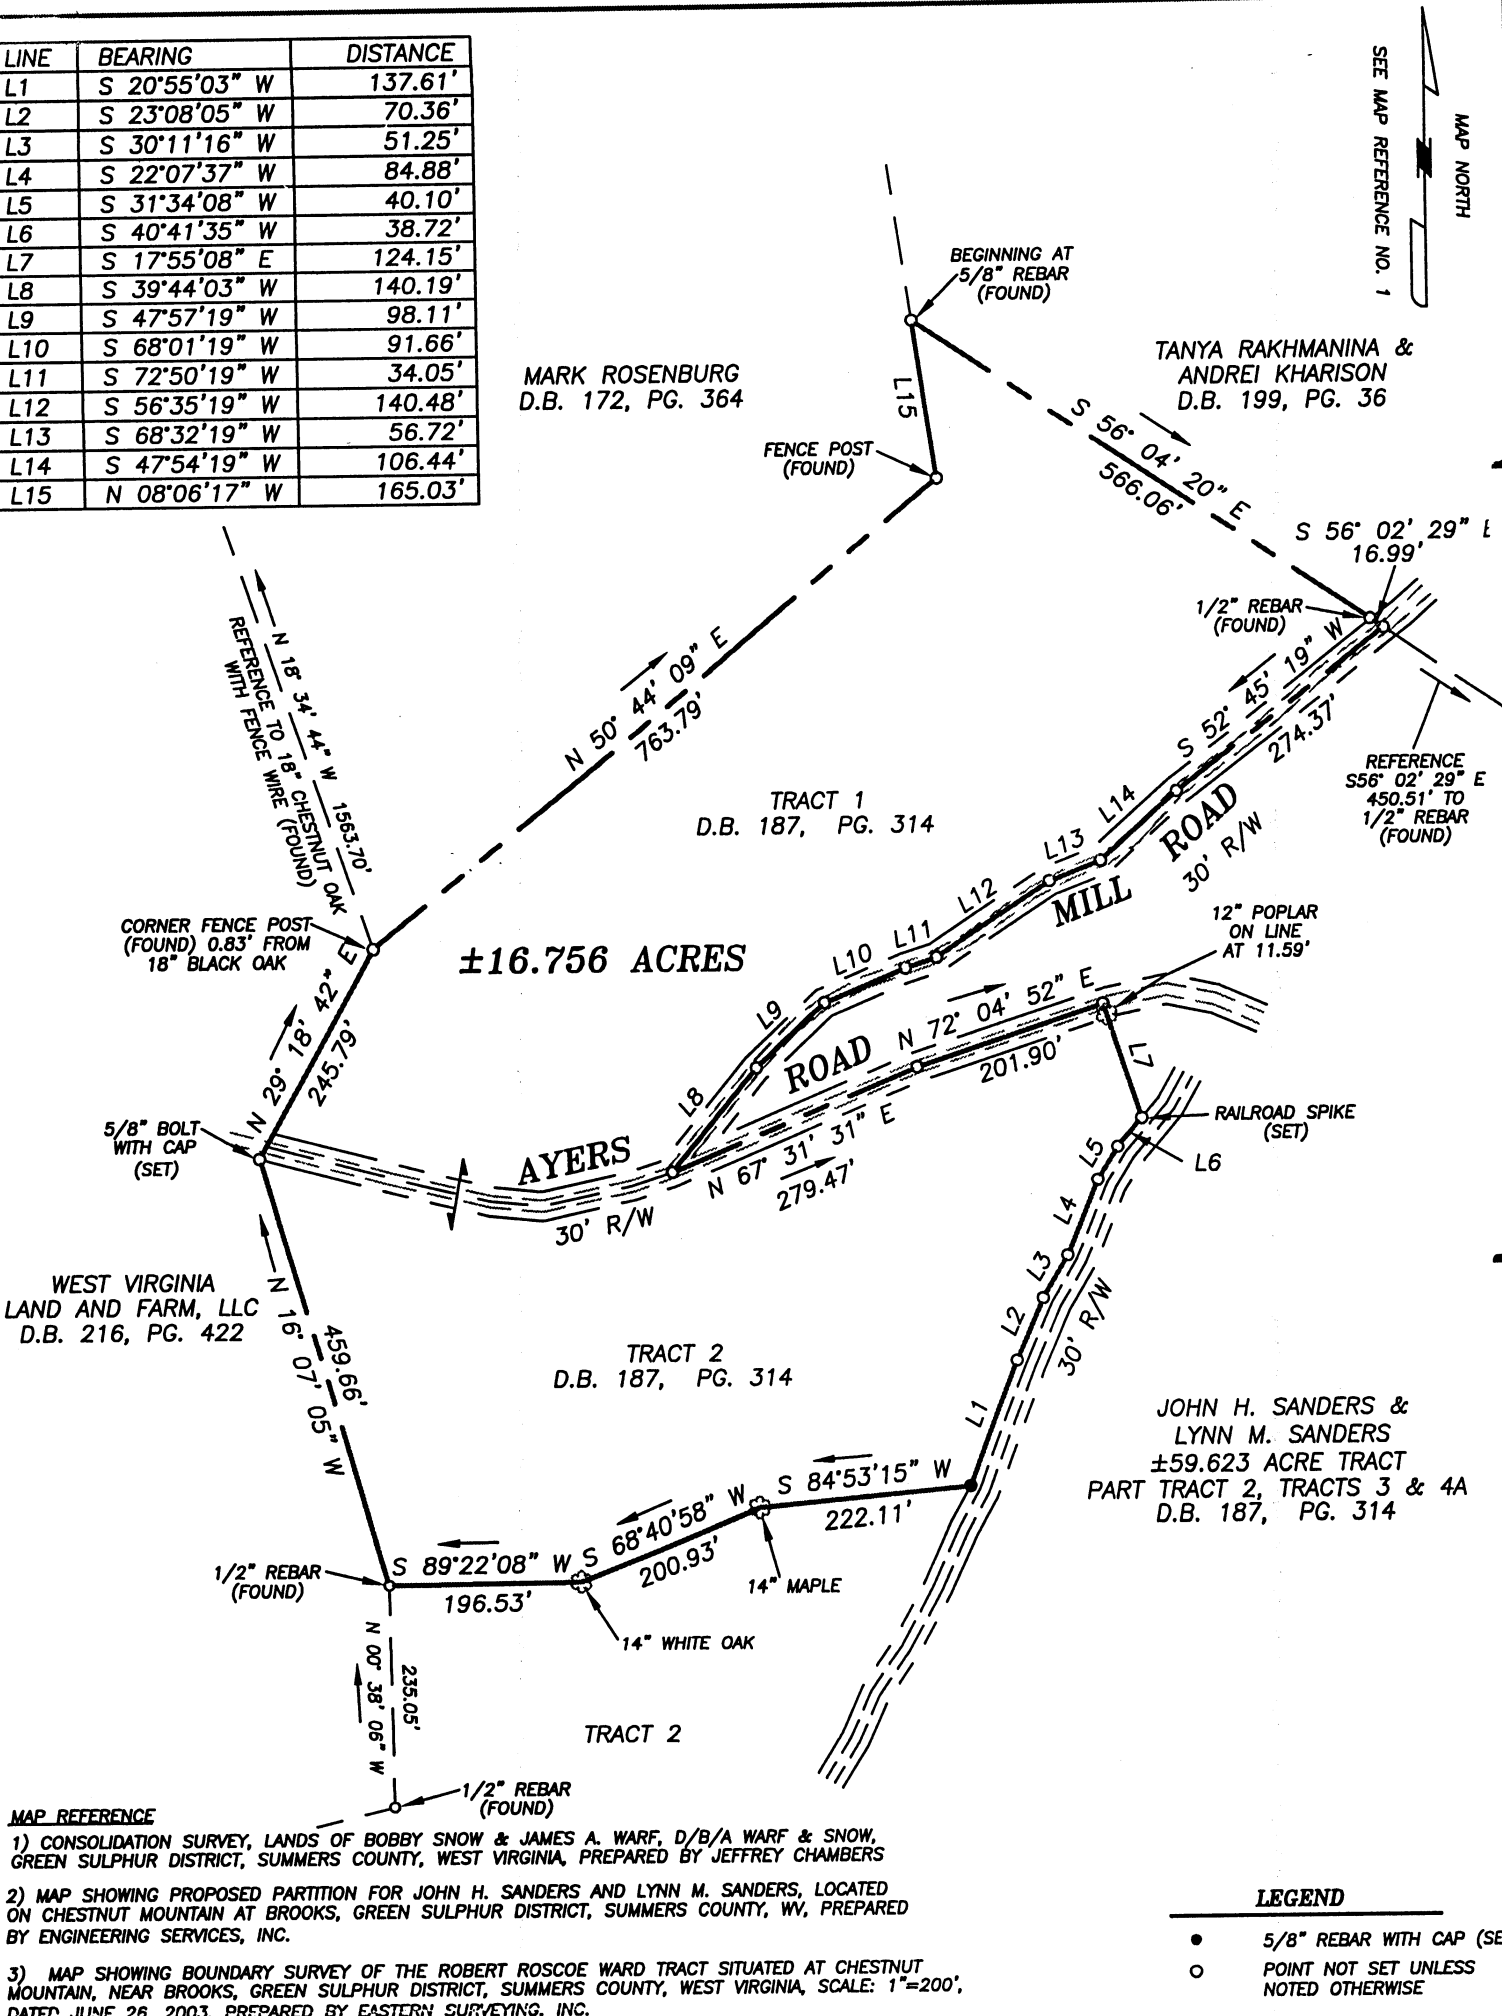 LINE BEARING DISTANCE
L1 S 20°55'03" W 137.61'
L2 S 23°08'05" W 70.36'
L3 S 30°11'16" W 51.25'
L4 S 22°07'37" W 84.88'
L5 S 31°34'08" W 40.10'
L6 S 40°41'35" W 38.72'
L7 S 17°55'08" E 124.15'
L8 S 39°44'03" W 140.19'
L9 S 47°57'19" W 98.11'
L10 S 68°01'19" W 91.66'
L11 S 72°50'19" W 34.05'
L12 S 56°35'19" W 140.48'
L13 S 68°32'19" W 56.72'
L14 S 47°54'19" W 106.44'
L15 N 08°06'17" W 165.03'
MAP NORTH
SEE MAP REFERENCE NO. 1
BEGINNING AT
5/8" REBAR
(FOUND)
TANYA RAKHMANINA &
ANDREI KHARISON
D.B. 199, PG. 36
MARK ROSENBURG
D.B. 172, PG. 364
L15
FENCE POST
(FOUND)
S 56° 04' 20" E
566.06'
S 56° 02' 29" E
16.99'
1/2" REBAR
(FOUND)
N 18° 34' 44" W 1563.70'
REFERENCE TO 18" CHESTNUT OAK
WITH FENCE WIRE (FOUND)
N 50° 44' 09" E
763.79'
S 52° 45' 19" W
274.37'
REFERENCE
S56° 02' 29" E
450.51' TO
1/2" REBAR
(FOUND)
TRACT 1
D.B. 187, PG. 314
L14
L13
L12
L11
L10
L9
L8
MILL
ROAD
30' R/W
12" POPLAR
ON LINE
AT 11.59'
CORNER FENCE POST
(FOUND) 0.83' FROM
18" BLACK OAK
±16.756 ACRES
N 29° 18' 42" E
245.79'
ROAD
N 72° 04' 52" E
201.90'
L7
5/8" BOLT
WITH CAP
(SET)
AYERS
30' R/W
N 67° 31' 31" E
279.47'
RAILROAD SPIKE
(SET)
L6
L5
L4
L3
L2
L1
30' R/W
WEST VIRGINIA
LAND AND FARM, LLC
D.B. 216, PG. 422
459.66'
N 16° 07' 05" W
TRACT 2
D.B. 187, PG. 314
JOHN H. SANDERS &
LYNN M. SANDERS
±59.623 ACRE TRACT
PART TRACT 2, TRACTS 3 & 4A
D.B. 187, PG. 314
S 84°53'15" W
222.11'
S 68°40'58" W
200.93'
S 89°22'08" W
196.53'
14" MAPLE
1/2" REBAR
(FOUND)
14" WHITE OAK
N 00° 38' 06" W
235.05'
TRACT 2
1/2" REBAR
(FOUND)
MAP REFERENCE
1) CONSOLIDATION SURVEY, LANDS OF BOBBY SNOW & JAMES A. WARF, D/B/A WARF & SNOW,
GREEN SULPHUR DISTRICT, SUMMERS COUNTY, WEST VIRGINIA, PREPARED BY JEFFREY CHAMBERS
2) MAP SHOWING PROPOSED PARTITION FOR JOHN H. SANDERS AND LYNN M. SANDERS, LOCATED
ON CHESTNUT MOUNTAIN AT BROOKS, GREEN SULPHUR DISTRICT, SUMMERS COUNTY, WV, PREPARED
BY ENGINEERING SERVICES, INC.
3) MAP SHOWING BOUNDARY SURVEY OF THE ROBERT ROSCOE WARD TRACT SITUATED AT CHESTNUT
MOUNTAIN, NEAR BROOKS, GREEN SULPHUR DISTRICT, SUMMERS COUNTY, WEST VIRGINIA, SCALE: 1"=200',
DATED JUNE 26, 2003, PREPARED BY EASTERN SURVEYING, INC.
LEGEND
5/8" REBAR WITH CAP (SE
POINT NOT SET UNLESS
NOTED OTHERWISE